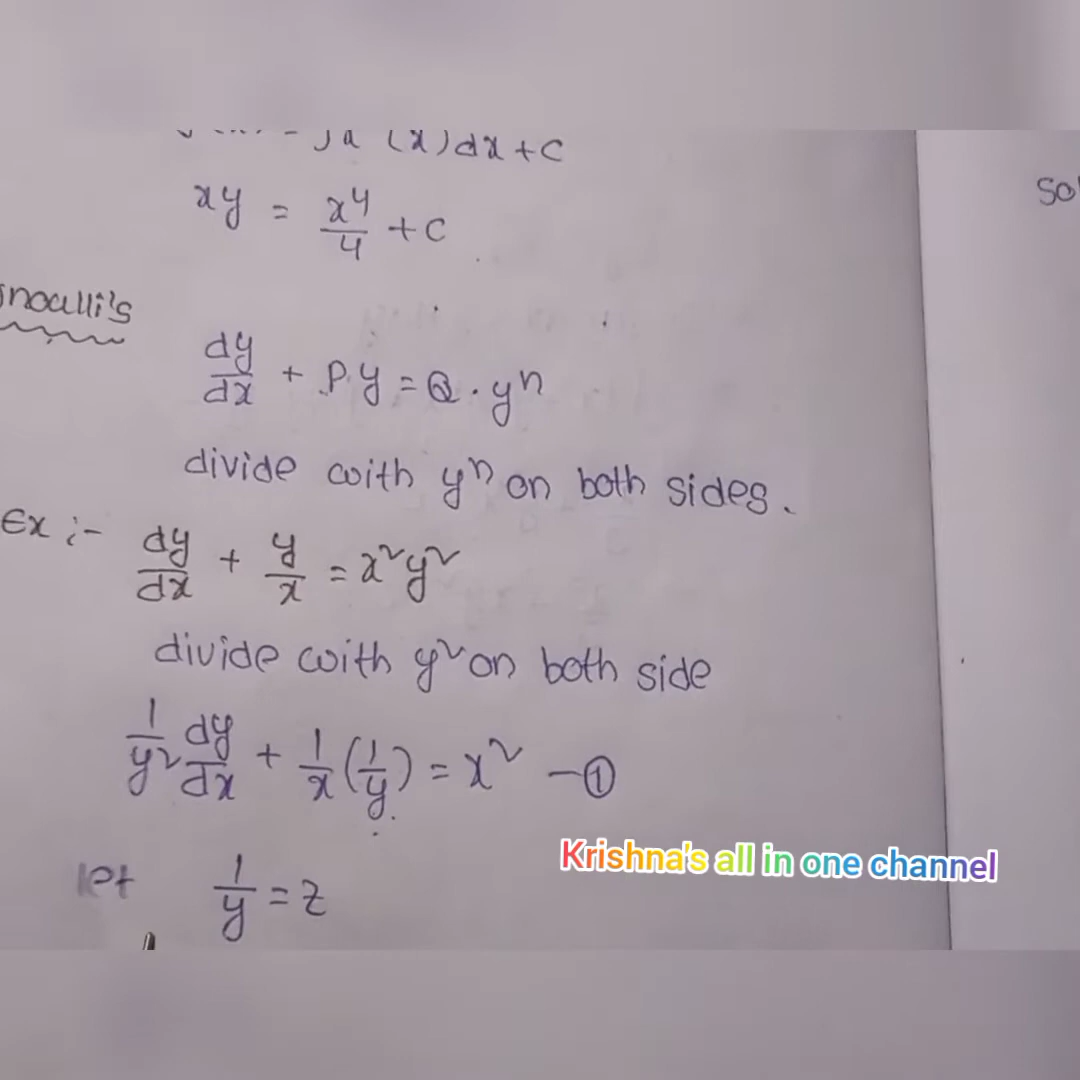 (x) dx + c
xy = x⁴/4 + c
noulli's
dy/dx + P.y = Q . yⁿ
divide with yⁿ on both sides.
Ex :- dy/dx + y/x = x²y²
divide with y² on both side
1/y² dy/dx + 1/x (1/y) = x² — ①
let 1/y = z
Krishna's all in one channel